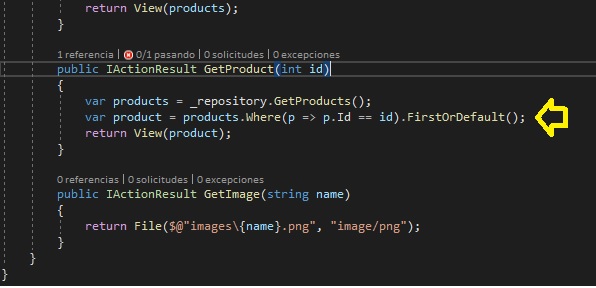 return View(products);
}
1 referencia | 0/1 pasando | 0 solicitudes | 0 excepciones
public IActionResult GetProduct(int id)
{
var products = _repository.GetProducts();
var product = products.Where(p => p.Id == id).FirstOrDefault();
return View(product);
}
0 referencias | 0 solicitudes | 0 excepciones
public IActionResult GetImage(string name)
{
return File($@"images\{name}.png", "image/png");
}
}
}